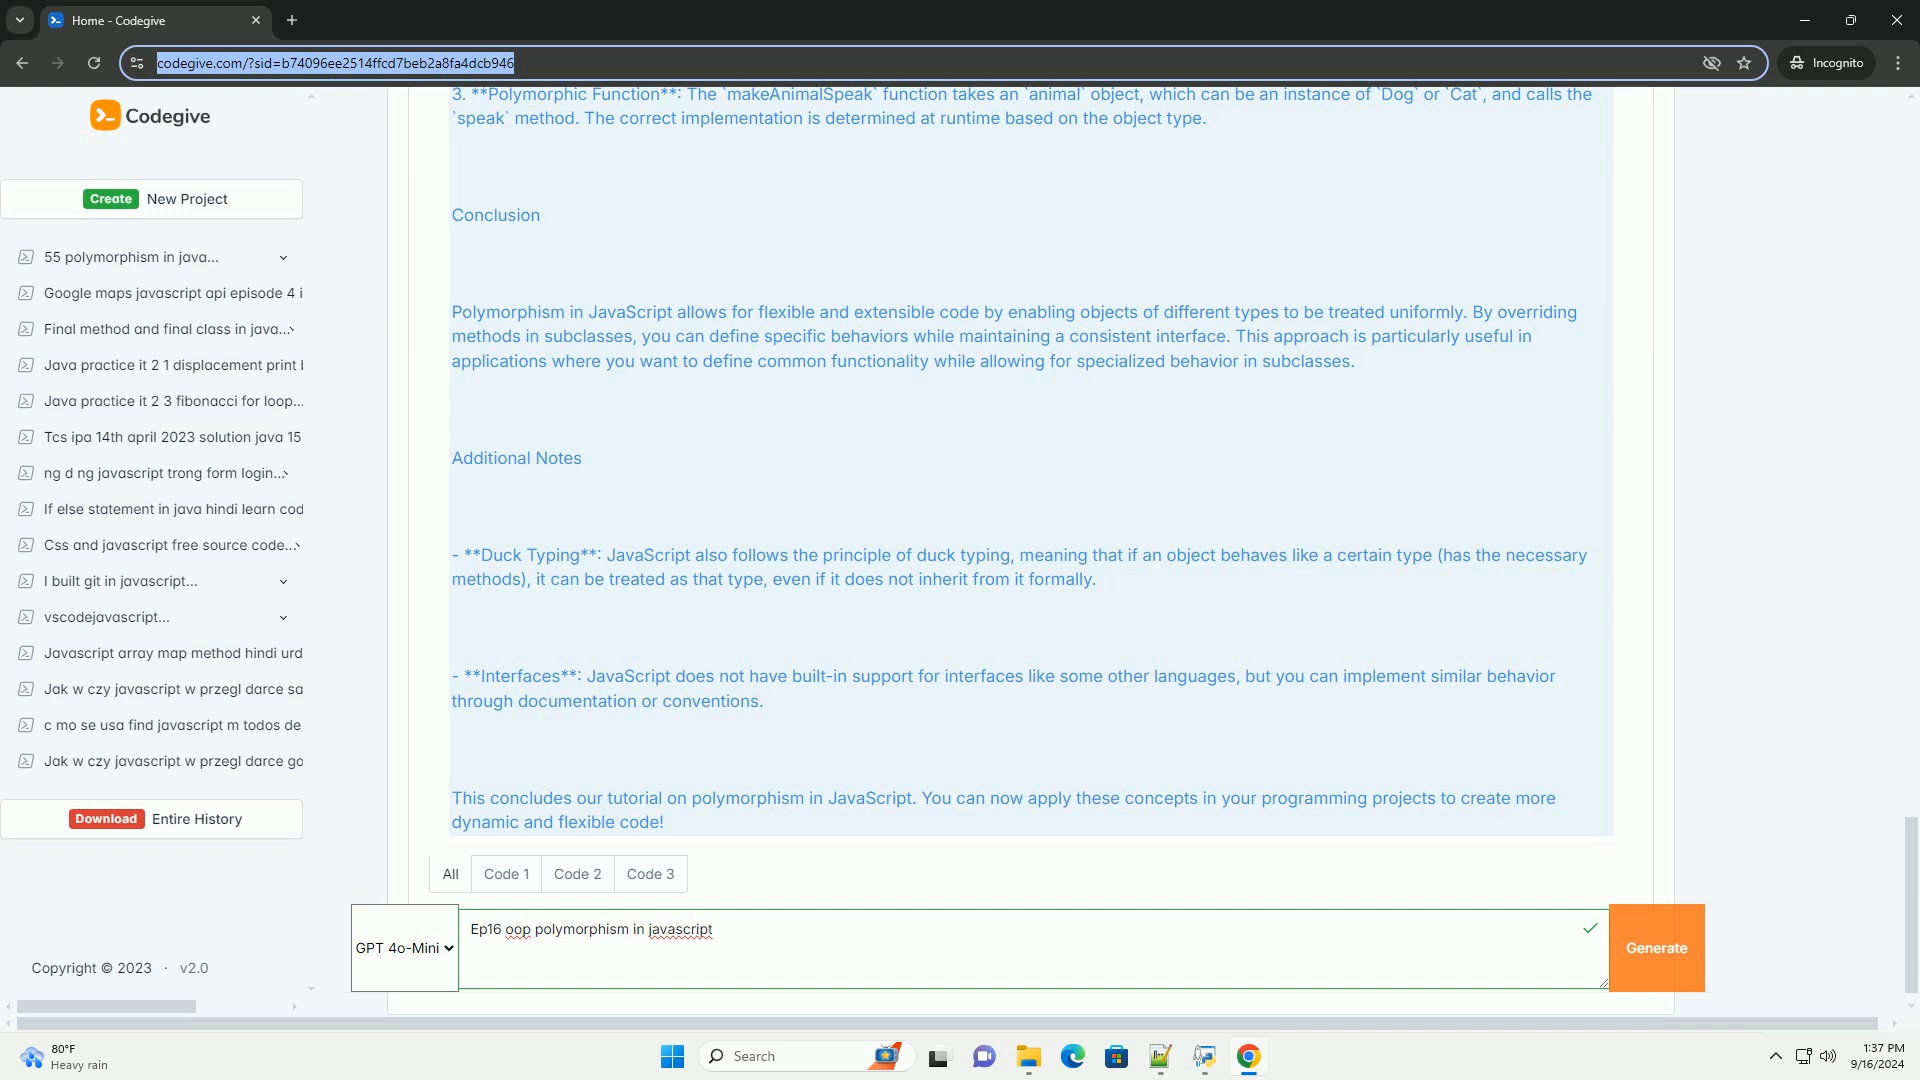 Home - Codegive
codegive.com/?sid=b74096ee2514ffcd7beb2a8fa4dcb946
Incognito
Codegive
Create New Project
55 polymorphism in java...
Google maps javascript api episode 4 i
Final method and final class in java...
Java practice it 2 1 displacement print
Java practice it 2 3 fibonacci for loop...
Tcs ipa 14th april 2023 solution java 15
ng d ng javascript trong form login...
If else statement in java hindi learn cod
Css and javascript free source code...
I built git in javascript...
vscodejavascript...
Javascript array map method hindi urd
Jak w czy javascript w przegl darce sa
c mo se usa find javascript m todos de
Jak w czy javascript w przegl darce go
Download Entire History
Copyright © 2023 · v2.0
3. **Polymorphic Function**: The `makeAnimalSpeak` function takes an `animal` object, which can be an instance of `Dog` or `Cat`, and calls the
`speak` method. The correct implementation is determined at runtime based on the object type.
Conclusion
Polymorphism in JavaScript allows for flexible and extensible code by enabling objects of different types to be treated uniformly. By overriding
methods in subclasses, you can define specific behaviors while maintaining a consistent interface. This approach is particularly useful in
applications where you want to define common functionality while allowing for specialized behavior in subclasses.
Additional Notes
- **Duck Typing**: JavaScript also follows the principle of duck typing, meaning that if an object behaves like a certain type (has the necessary
methods), it can be treated as that type, even if it does not inherit from it formally.
- **Interfaces**: JavaScript does not have built-in support for interfaces like some other languages, but you can implement similar behavior
through documentation or conventions.
This concludes our tutorial on polymorphism in JavaScript. You can now apply these concepts in your programming projects to create more
dynamic and flexible code!
All Code 1 Code 2 Code 3
GPT 4o-Mini
Ep16 oop polymorphism in javascript
Generate
80°F
Heavy rain
Search
1:37 PM
9/16/2024